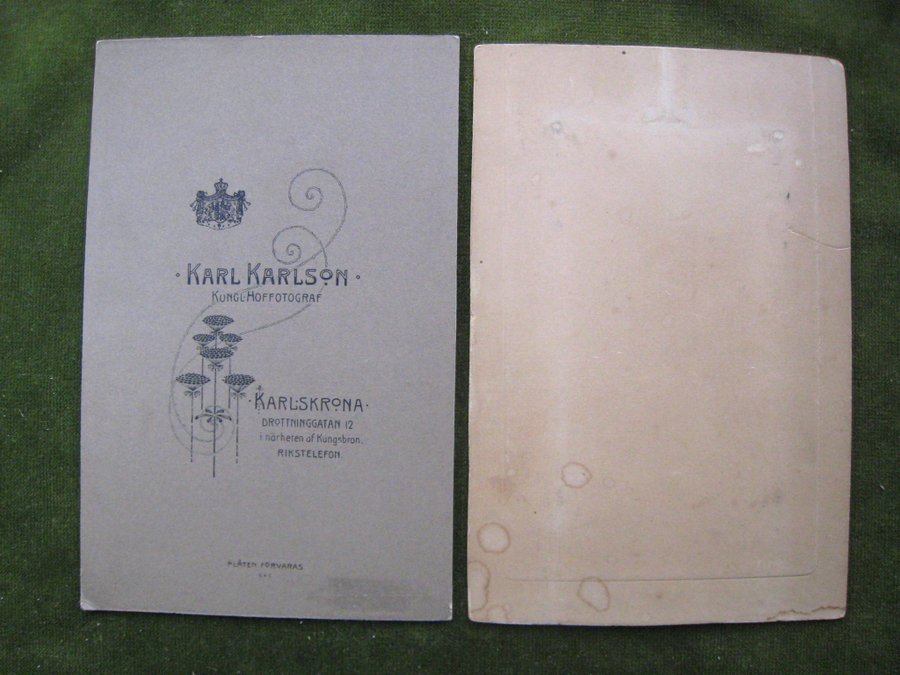 · KARL KARLSON ·
KUNGL·HOFFOTOGRAF
· KARLSKRONA ·
DROTTNINGGATAN 12
i närheten af Kungsbron.
RIKSTELEFON.
PLÅTEN FÖRVARAS